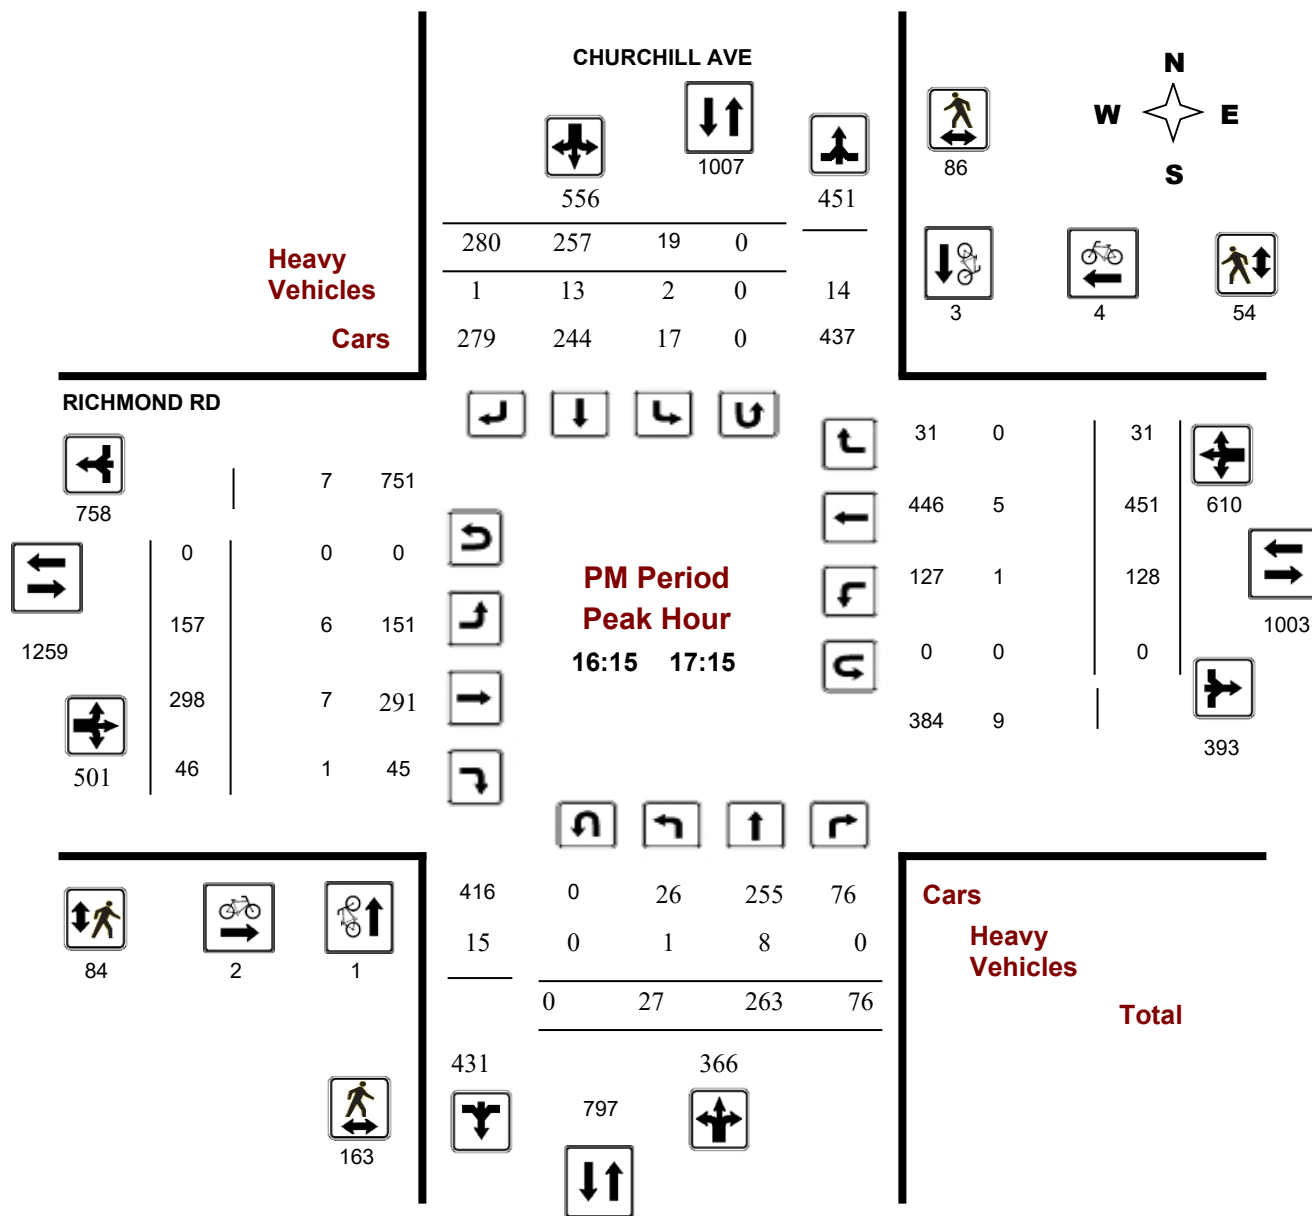 CHURCHILL AVE
N
W E
S
1007
86
556
451
280 257 19 0
Heavy
Vehicles
1 13 2 0 14
3 4 54
Cars
279 244 17 0 437
RICHMOND RD
31 0 31
7 751
758
446 5 451 610
0 0 0
PM Period
127 1 128
Peak Hour
157 6 151
1003
1259
16:15 17:15
0 0 0
298 7 291
384 9
393
501
46 1 45
416 0 26 255 76
Cars
15 0 1 8 0
Heavy
Vehicles
84 2 1
0 27 263 76
Total
431 366
797
163